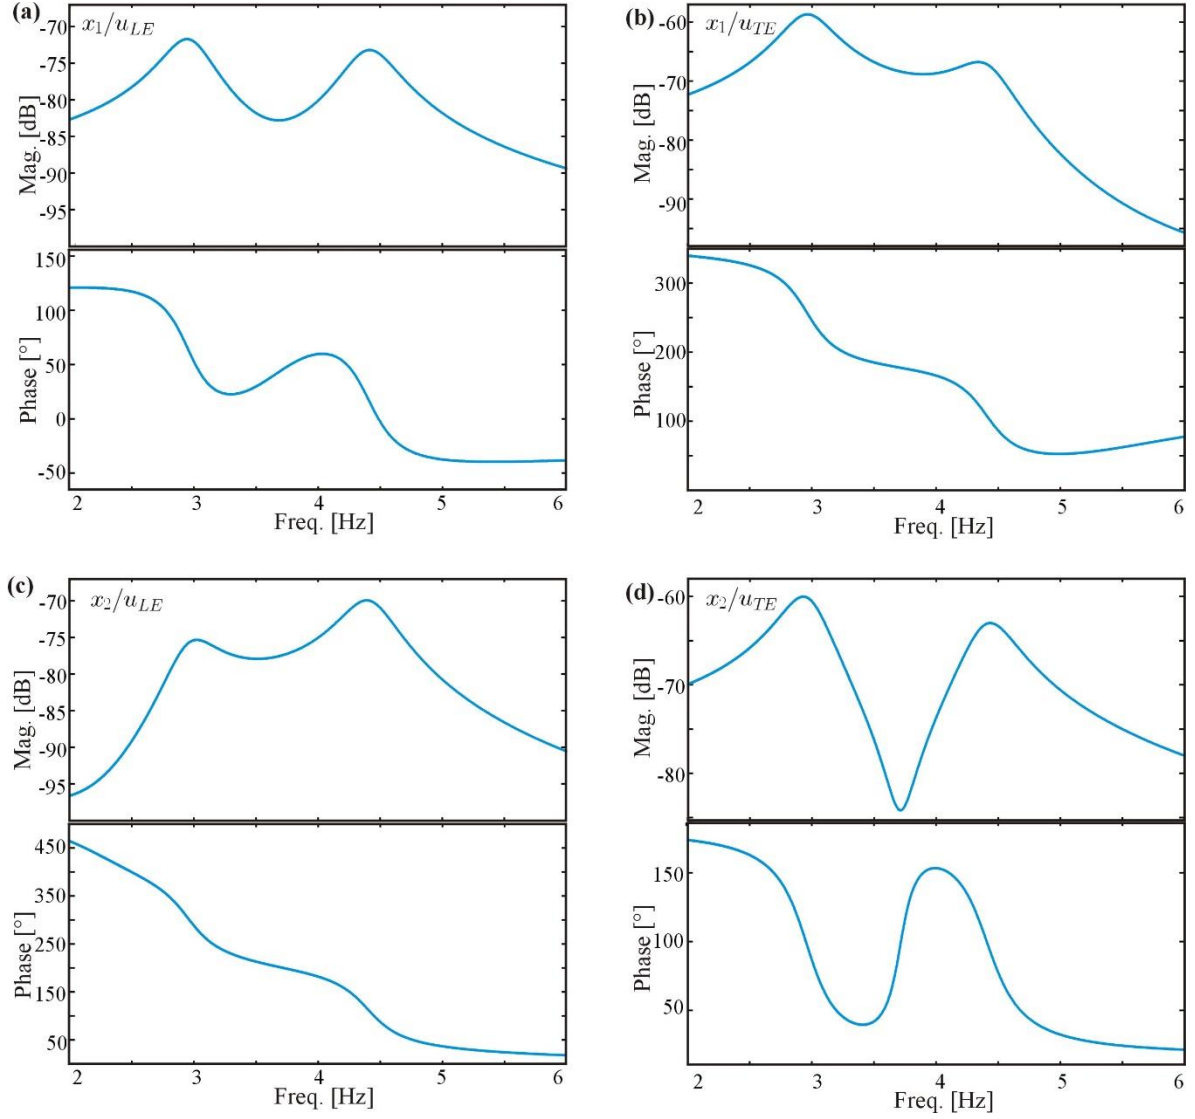 (a)
x1/uLE
Mag. [dB]
-70
-75
-80
-85
-90
-95
Phase [°]
150
100
50
0
-50
2 3 4 5 6
Freq. [Hz]
(b)
x1/uTE
Mag. [dB]
-60
-70
-80
-90
Phase [°]
300
200
100
2 3 4 5 6
Freq. [Hz]
(c)
x2/uLE
Mag. [dB]
-70
-75
-80
-85
-90
-95
Phase [°]
450
350
250
150
50
2 3 4 5 6
Freq. [Hz]
(d)
x2/uTE
Mag. [dB]
-60
-70
-80
Phase [°]
150
100
50
2 3 4 5 6
Freq. [Hz]